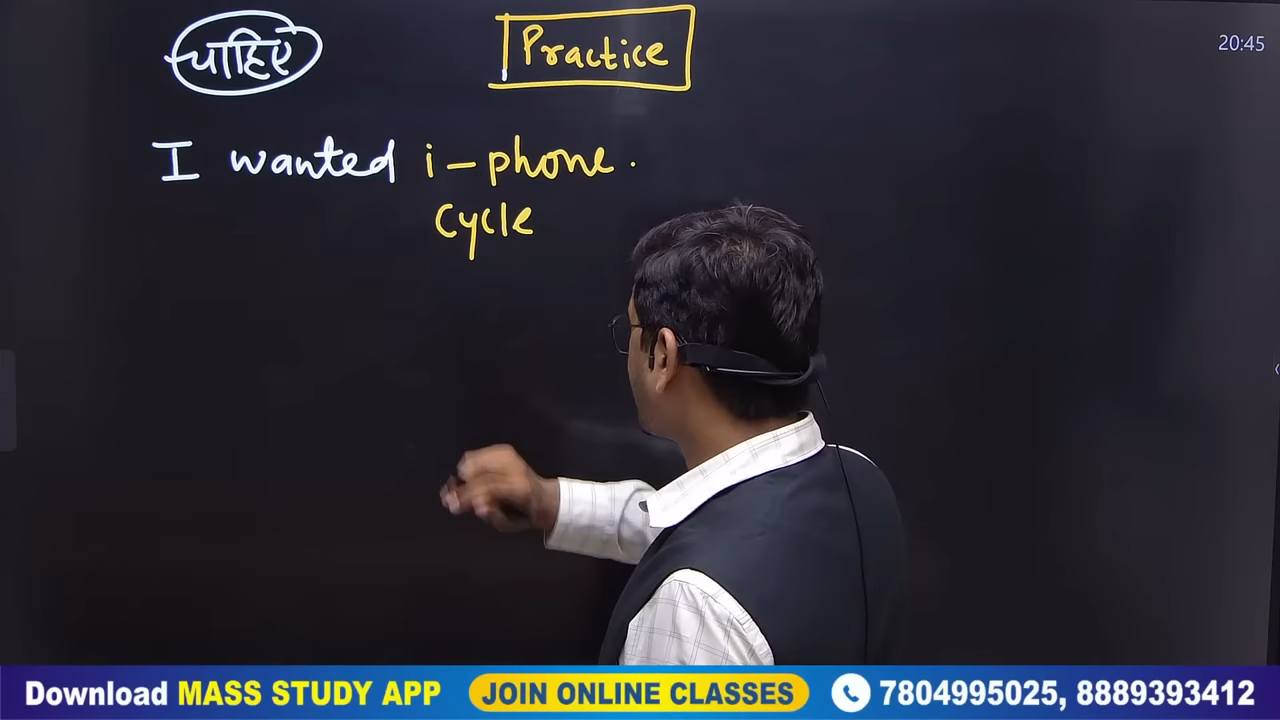 चाहिए
Practice
20:45
I wanted i-phone.
cycle
Download MASS STUDY APP JOIN ONLINE CLASSES 7804995025, 8889393412